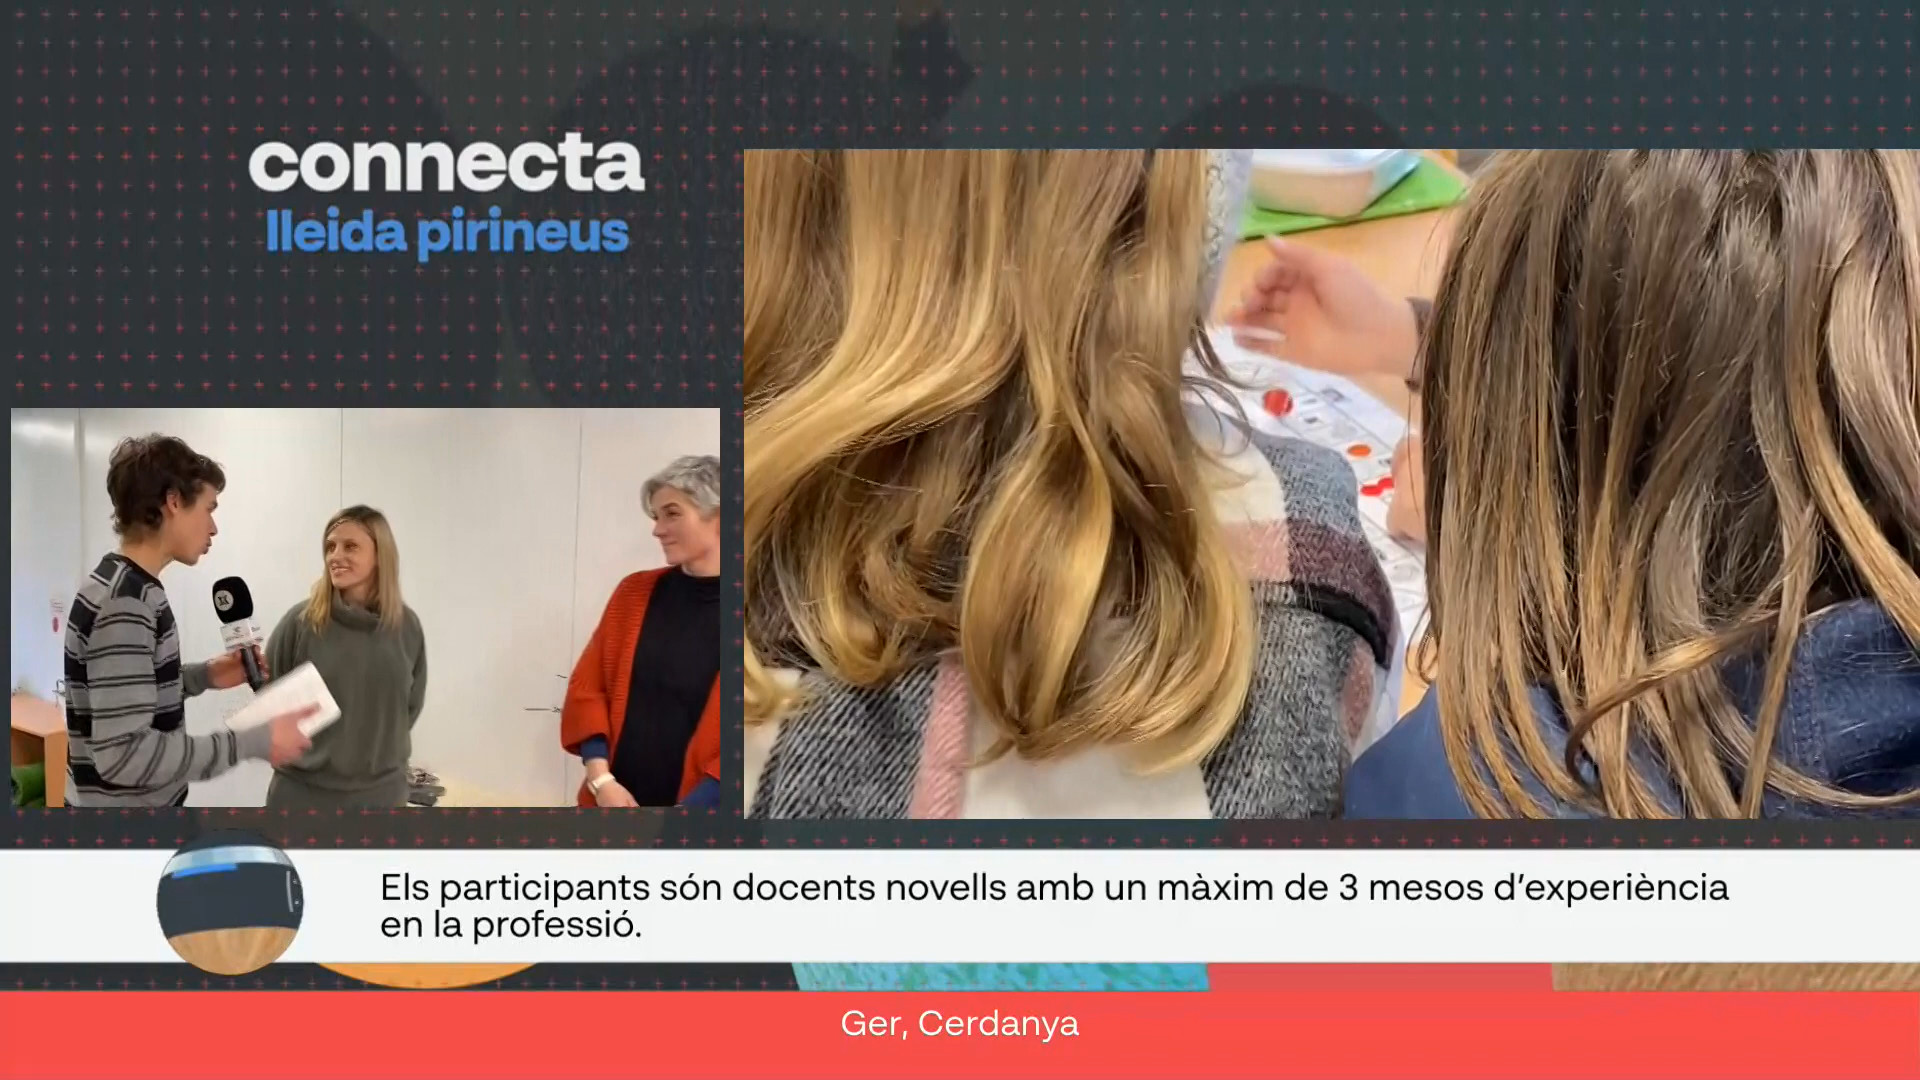 connecta
lleida pirineus
Els participants són docents novells amb un màxim de 3 mesos d’experiència
en la professió.
Ger, Cerdanya